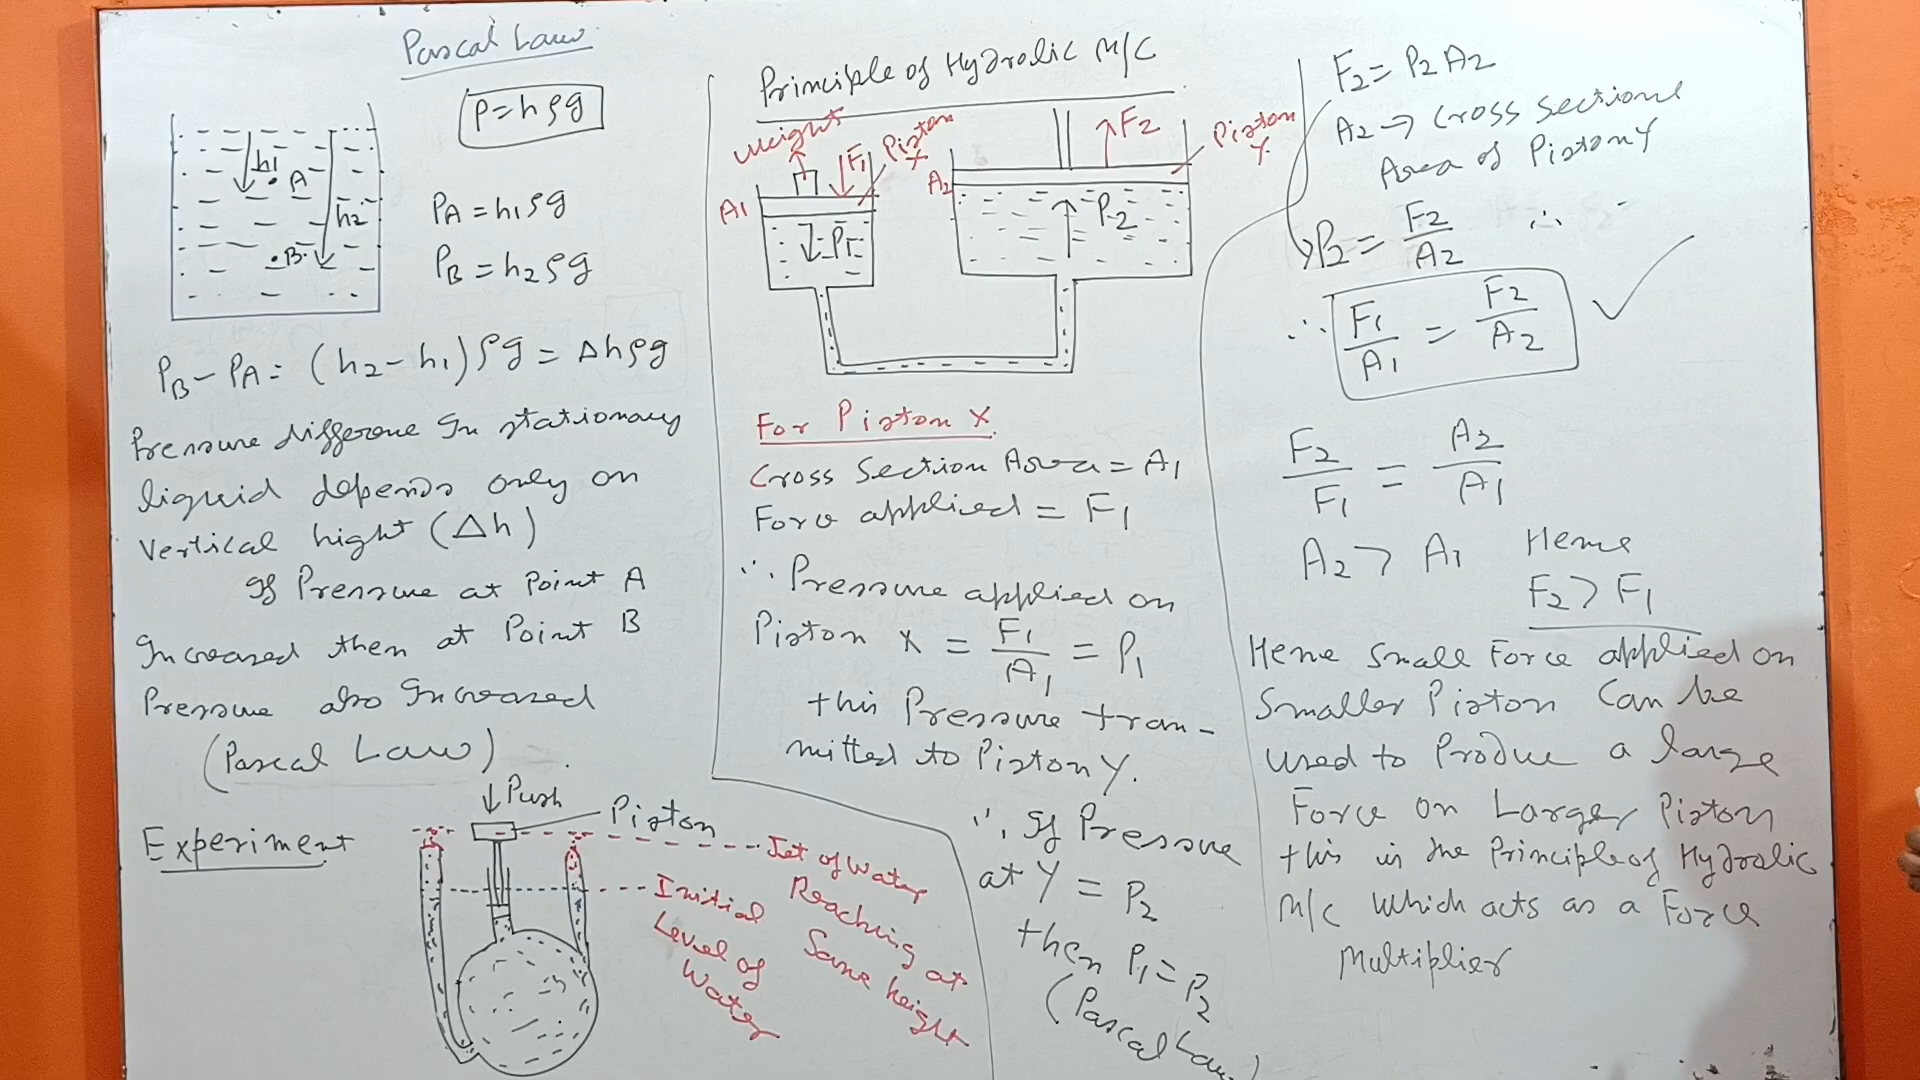 Pascal Law
P = hρg
h1
A
h2
B
PA = h1ρg
PB = h2ρg
PB - PA = (h2 - h1)ρg = Δhρg
Pressure differene In stationary
liquid depends only on
Vertical hight (Δh)
If Pressure at Point A
Increased then at Point B
Pressure also Increased
(Pascal Law)
Experiment
↓ Push
Piston
Jet of Water
Reaching at
Same height
Initial
Level of
Water
Principle of Hydrolic M/C
Weight
F1
Piston
X
A1
P1
A2
F2
Piston
Y
P2
For Piston X
Cross Section Area = A1
Force applied = F1
∴ Pressure applied on
Piston X = F1/A1 = P1
this Pressure tran-
mitted to Piston Y.
∴ If Pressure
at Y = P2
then P1 = P2
(Pascal Law)
F2 = P2 A2
A2 → Cross Sectional
Area of Piston Y
P2 = F2/A2 ∴
∴ F1/A1 = F2/A2 ✓
F2/F1 = A2/A1
A2 > A1 Hence
F2 > F1
Hence Small Force applied on
Smaller Piston Can be
used to Produce a large
Force on Larger Piston
this is the Principle of Hydrolic
M/C Which acts as a Force
Multiplier